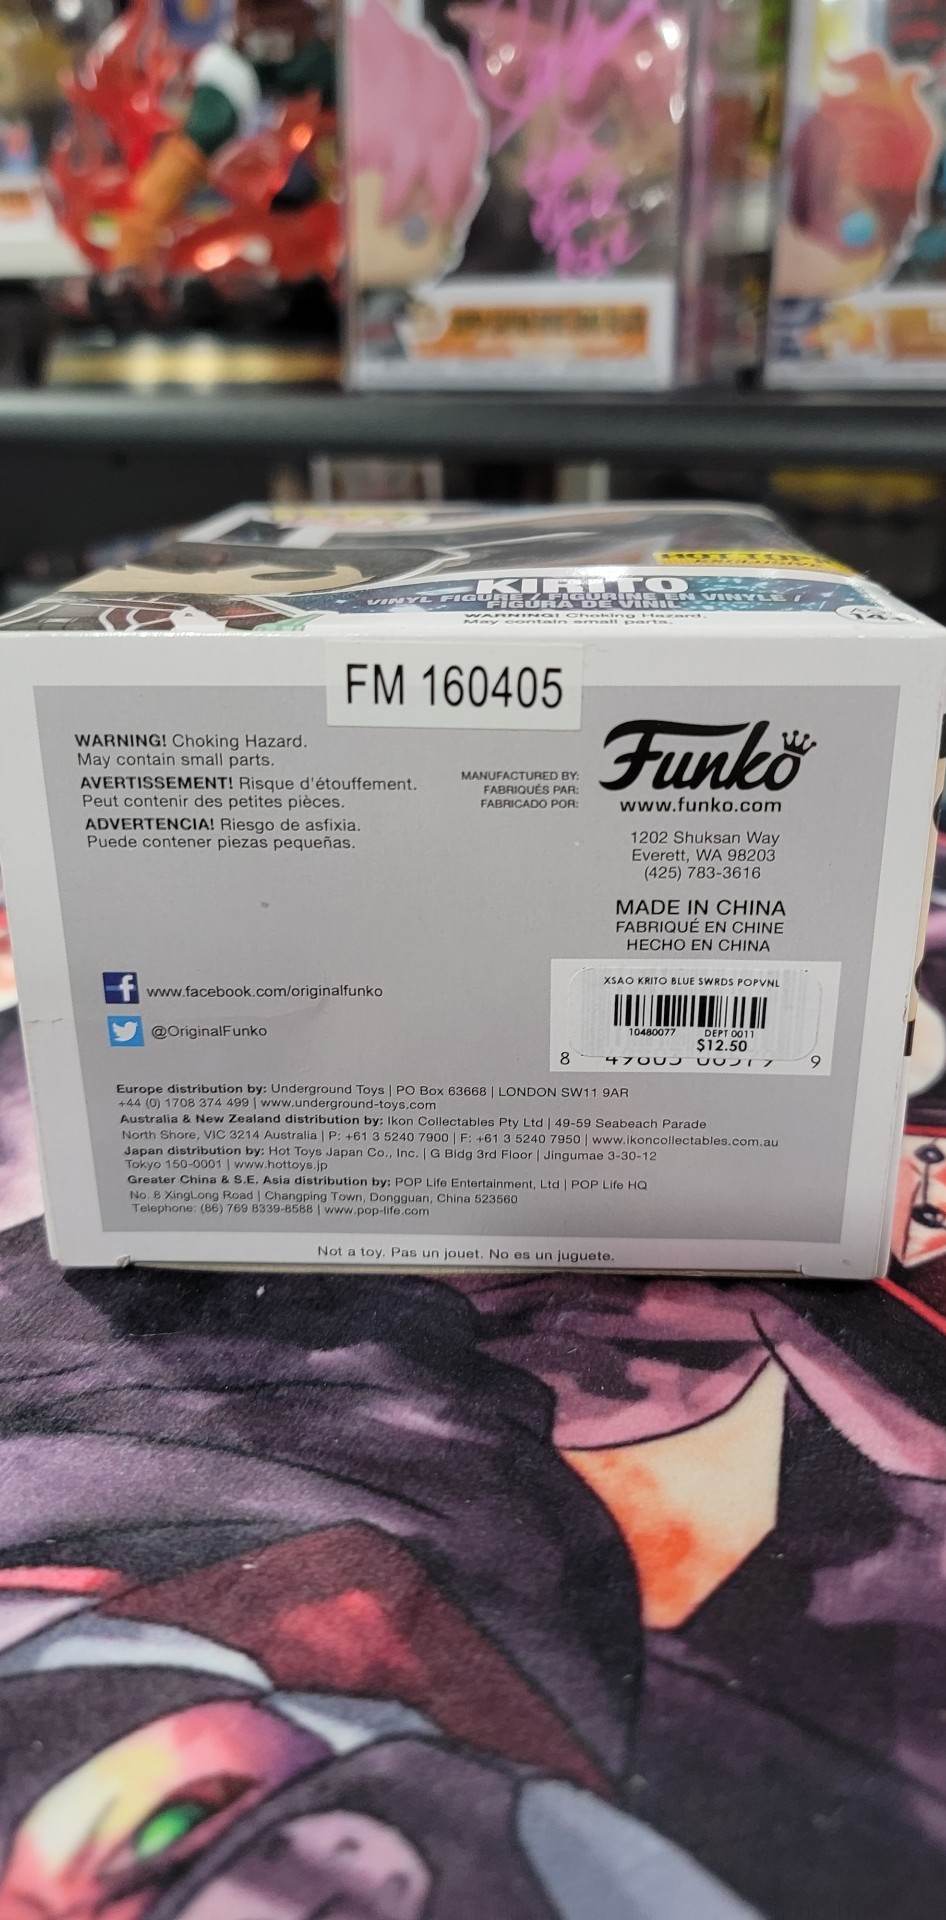 HOT TOPIC
EXCLUSIVE
KIRITO
VINYL FIGURE / FIGURINE EN VINYLE /
FIGURA DE VINIL
WARNING: Choking Hazard.
May contain small parts.
14+
FM 160405
WARNING! Choking Hazard.
May contain small parts.
AVERTISSEMENT! Risque d'étouffement.
Peut contenir des petites pièces.
ADVERTENCIA! Riesgo de asfixia.
Puede contener piezas pequeñas.
MANUFACTURED BY:
FABRIQUÉS PAR:
FABRICADO POR:
Funko
www.funko.com
1202 Shuksan Way
Everett, WA 98203
(425) 783-3616
MADE IN CHINA
FABRIQUÉ EN CHINE
HECHO EN CHINA
f www.facebook.com/originalfunko
@OriginalFunko
XSAO KRITO BLUE SWRDS POPVNL
10480077 DEPT 0011
$12.50
8 9
Europe distribution by: Underground Toys | PO Box 63668 | LONDON SW11 9AR
+44 (0) 1708 374 499 | www.underground-toys.com
Australia & New Zealand distribution by: Ikon Collectables Pty Ltd | 49-59 Seabeach Parade
North Shore, VIC 3214 Australia | P: +61 3 5240 7900 | F: +61 3 5240 7950 | www.ikoncollectables.com.au
Japan distribution by: Hot Toys Japan Co., Inc. | G Bldg 3rd Floor | Jingumae 3-30-12
Tokyo 150-0001 | www.hottoys.jp
Greater China & S.E. Asia distribution by: POP Life Entertainment, Ltd | POP Life HQ
No. 8 XingLong Road | Changping Town, Dongguan, China 523560
Telephone: (86) 769 8339-8588 | www.pop-life.com
Not a toy. Pas un jouet. No es un juguete.